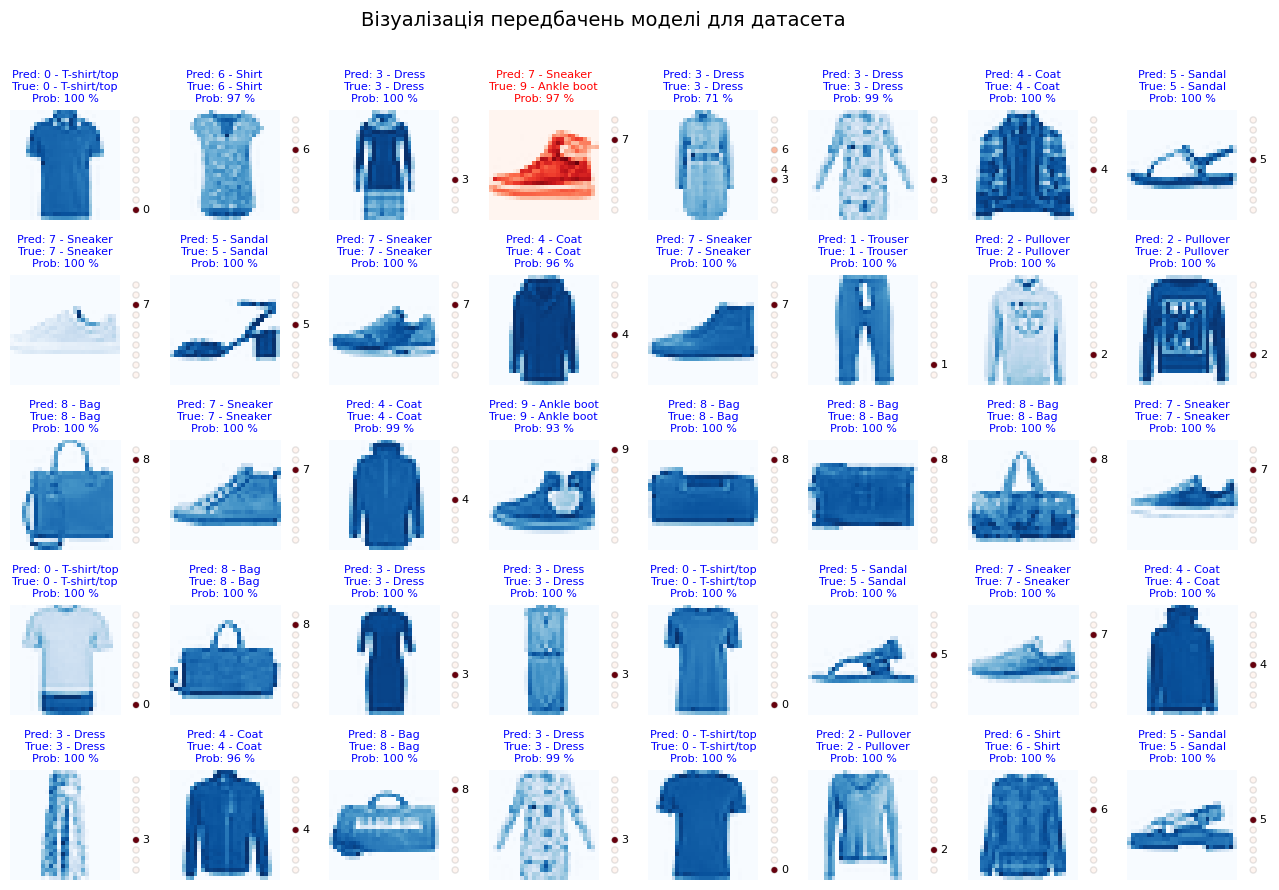 Візуалізація передбачень моделі для датасета
Pred: 0 - T-shirt/top
True: 0 - T-shirt/top
Prob: 100 %
0
Pred: 6 - Shirt
True: 6 - Shirt
Prob: 97 %
6
Pred: 3 - Dress
True: 3 - Dress
Prob: 100 %
3
Pred: 7 - Sneaker
True: 9 - Ankle boot
Prob: 97 %
7
Pred: 3 - Dress
True: 3 - Dress
Prob: 71 %
6
4
3
Pred: 3 - Dress
True: 3 - Dress
Prob: 99 %
3
Pred: 4 - Coat
True: 4 - Coat
Prob: 100 %
4
Pred: 5 - Sandal
True: 5 - Sandal
Prob: 100 %
5
Pred: 7 - Sneaker
True: 7 - Sneaker
Prob: 100 %
7
Pred: 5 - Sandal
True: 5 - Sandal
Prob: 100 %
5
Pred: 7 - Sneaker
True: 7 - Sneaker
Prob: 100 %
7
Pred: 4 - Coat
True: 4 - Coat
Prob: 96 %
4
Pred: 7 - Sneaker
True: 7 - Sneaker
Prob: 100 %
7
Pred: 1 - Trouser
True: 1 - Trouser
Prob: 100 %
1
Pred: 2 - Pullover
True: 2 - Pullover
Prob: 100 %
2
Pred: 2 - Pullover
True: 2 - Pullover
Prob: 100 %
2
Pred: 8 - Bag
True: 8 - Bag
Prob: 100 %
8
Pred: 7 - Sneaker
True: 7 - Sneaker
Prob: 100 %
7
Pred: 4 - Coat
True: 4 - Coat
Prob: 99 %
4
Pred: 9 - Ankle boot
True: 9 - Ankle boot
Prob: 93 %
9
Pred: 8 - Bag
True: 8 - Bag
Prob: 100 %
8
Pred: 8 - Bag
True: 8 - Bag
Prob: 100 %
8
Pred: 8 - Bag
True: 8 - Bag
Prob: 100 %
8
Pred: 7 - Sneaker
True: 7 - Sneaker
Prob: 100 %
7
Pred: 0 - T-shirt/top
True: 0 - T-shirt/top
Prob: 100 %
0
Pred: 8 - Bag
True: 8 - Bag
Prob: 100 %
8
Pred: 3 - Dress
True: 3 - Dress
Prob: 100 %
3
Pred: 3 - Dress
True: 3 - Dress
Prob: 100 %
3
Pred: 0 - T-shirt/top
True: 0 - T-shirt/top
Prob: 100 %
0
Pred: 5 - Sandal
True: 5 - Sandal
Prob: 100 %
5
Pred: 7 - Sneaker
True: 7 - Sneaker
Prob: 100 %
7
Pred: 4 - Coat
True: 4 - Coat
Prob: 100 %
4
Pred: 3 - Dress
True: 3 - Dress
Prob: 100 %
3
Pred: 4 - Coat
True: 4 - Coat
Prob: 96 %
4
Pred: 8 - Bag
True: 8 - Bag
Prob: 100 %
8
Pred: 3 - Dress
True: 3 - Dress
Prob: 99 %
3
Pred: 0 - T-shirt/top
True: 0 - T-shirt/top
Prob: 100 %
0
Pred: 2 - Pullover
True: 2 - Pullover
Prob: 100 %
2
Pred: 6 - Shirt
True: 6 - Shirt
Prob: 100 %
6
Pred: 5 - Sandal
True: 5 - Sandal
Prob: 100 %
5